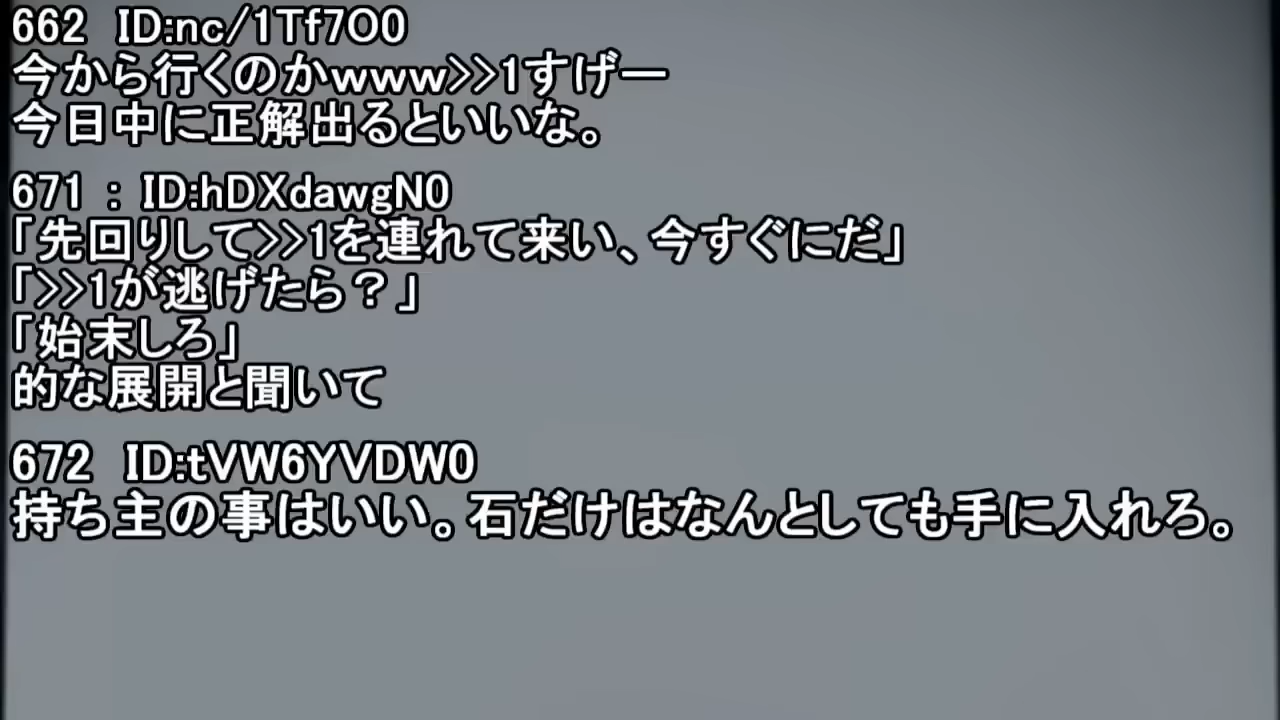 662 ID:nc/1Tf7O0
今から行くのかwww>>1すげー
今日中に正解出るといいな。
671 : ID:hDXdawgN0
「先回りして>>1を連れて来い、今すぐにだ」
「>>1が逃げたら？」
「始末しろ」
的な展開と聞いて
672 ID:tVW6YVDW0
持ち主の事はいい。石だけはなんとしても手に入れろ。